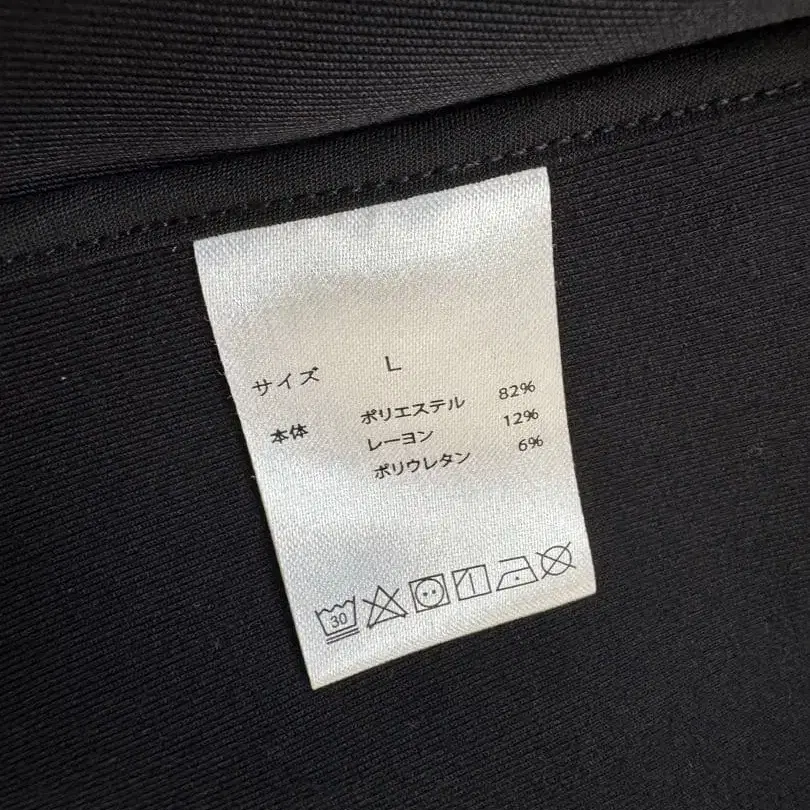 サイズ L
本体 ポリエステル 82%
レーヨン 12%
ポリウレタン 6%
30